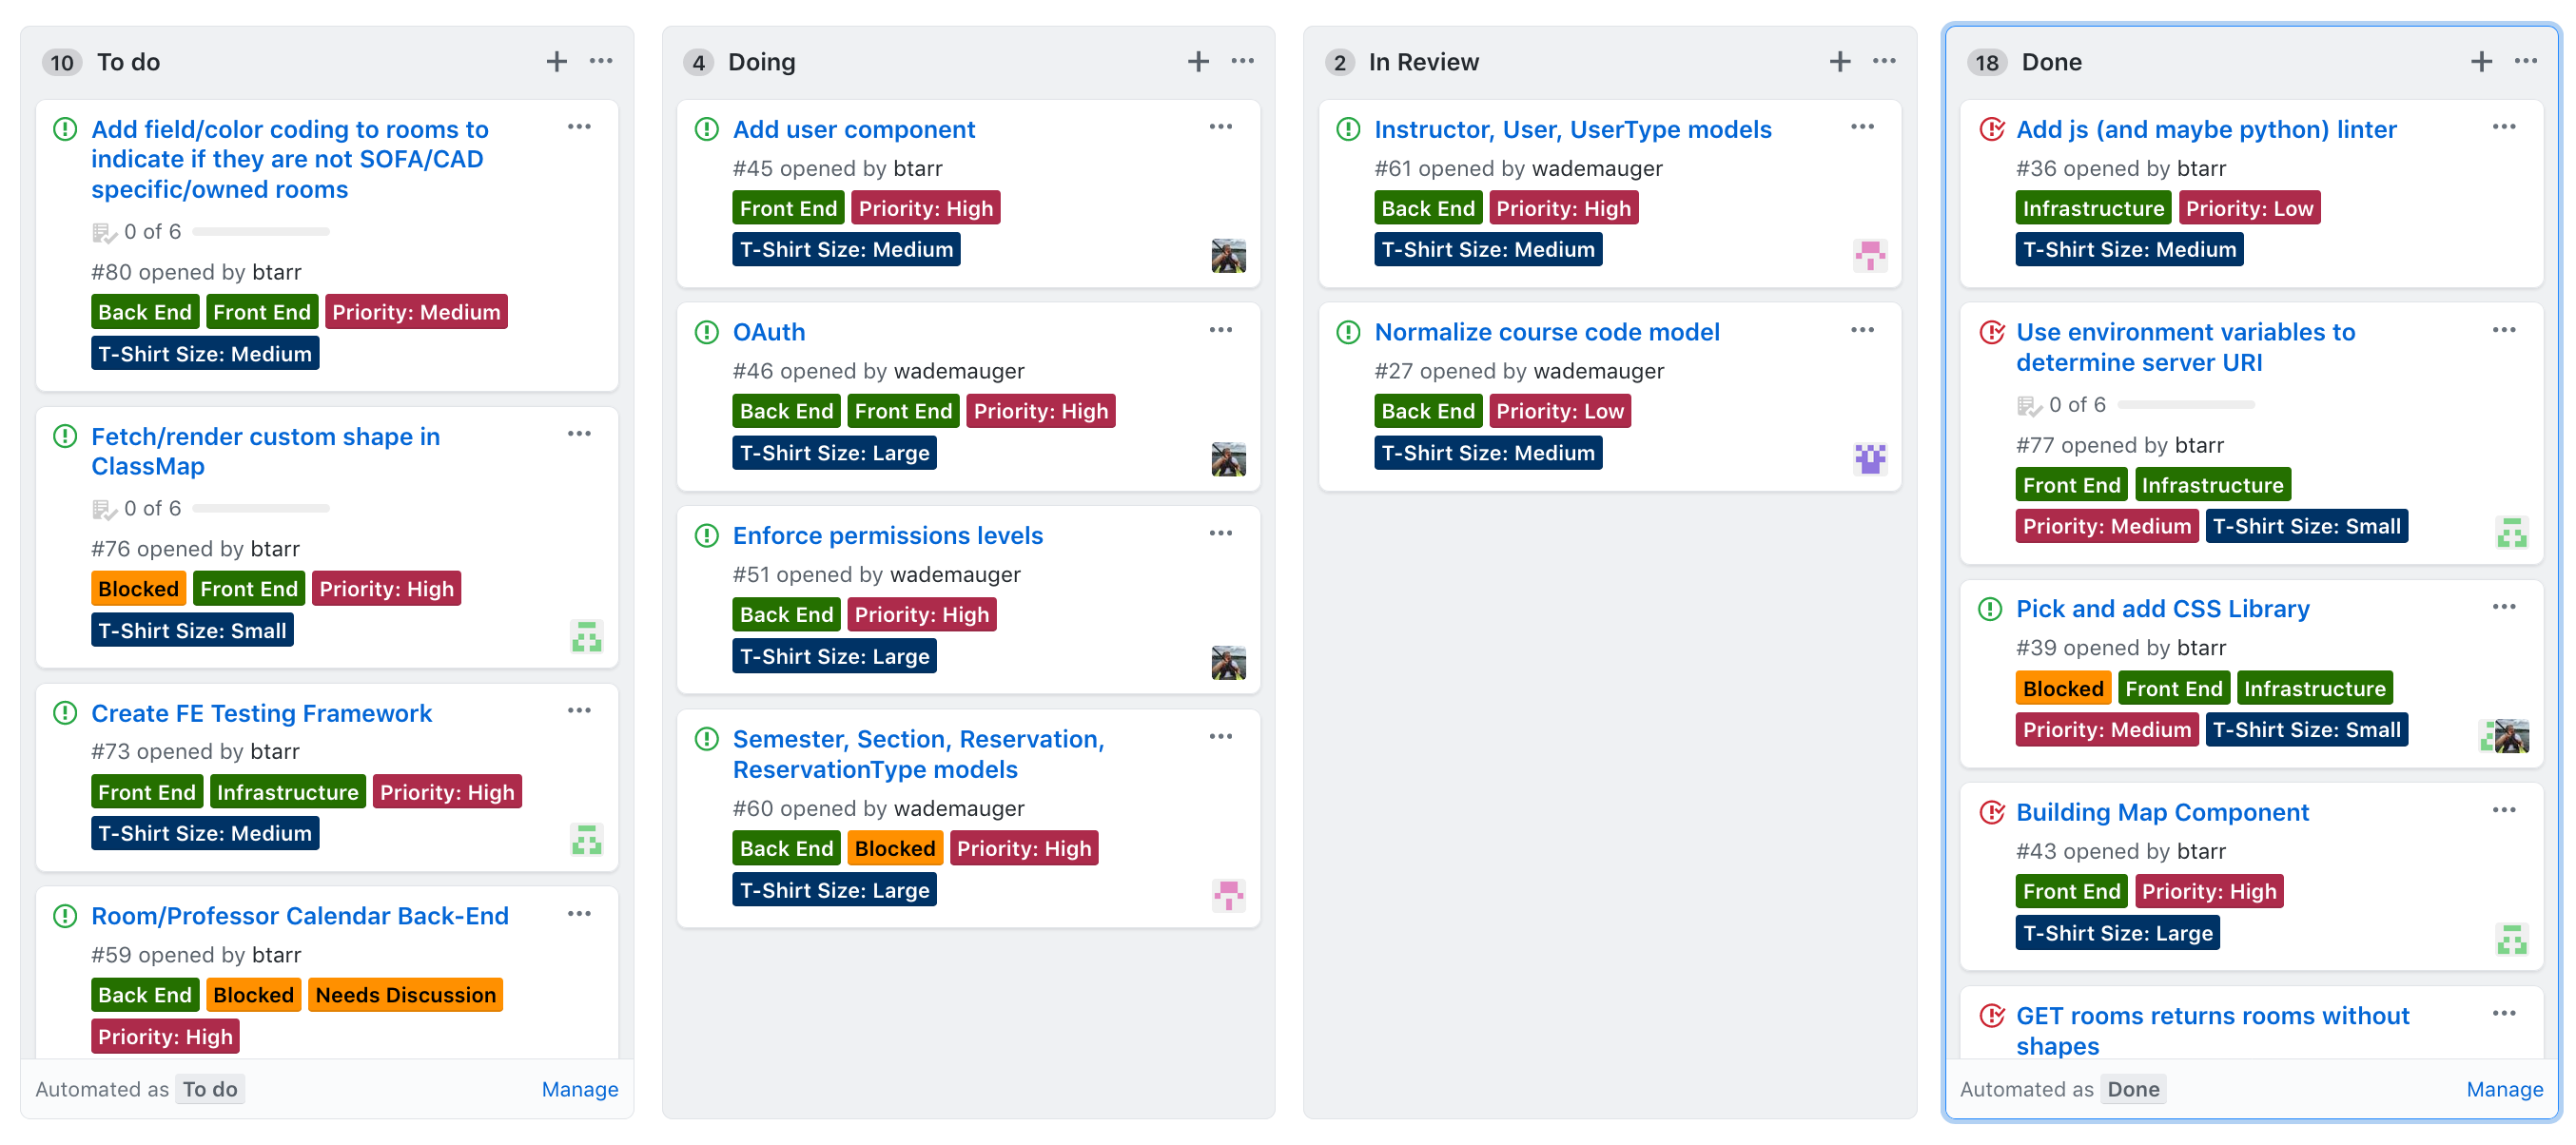 10 To do
Add field/color coding to rooms to
indicate if they are not SOFA/CAD
specific/owned rooms
0 of 6
#80 opened by btarr
Back End Front End Priority: Medium
T-Shirt Size: Medium
Fetch/render custom shape in
ClassMap
0 of 6
#76 opened by btarr
Blocked Front End Priority: High
T-Shirt Size: Small
Create FE Testing Framework
#73 opened by btarr
Front End Infrastructure Priority: High
T-Shirt Size: Medium
Room/Professor Calendar Back-End
#59 opened by btarr
Back End Blocked Needs Discussion
Priority: High
Automated as To do Manage
4 Doing
Add user component
#45 opened by btarr
Front End Priority: High
T-Shirt Size: Medium
OAuth
#46 opened by wademauger
Back End Front End Priority: High
T-Shirt Size: Large
Enforce permissions levels
#51 opened by wademauger
Back End Priority: High
T-Shirt Size: Large
Semester, Section, Reservation,
ReservationType models
#60 opened by wademauger
Back End Blocked Priority: High
T-Shirt Size: Large
2 In Review
Instructor, User, UserType models
#61 opened by wademauger
Back End Priority: High
T-Shirt Size: Medium
Normalize course code model
#27 opened by wademauger
Back End Priority: Low
T-Shirt Size: Medium
18 Done
Add js (and maybe python) linter
#36 opened by btarr
Infrastructure Priority: Low
T-Shirt Size: Medium
Use environment variables to
determine server URI
0 of 6
#77 opened by btarr
Front End Infrastructure
Priority: Medium T-Shirt Size: Small
Pick and add CSS Library
#39 opened by btarr
Blocked Front End Infrastructure
Priority: Medium T-Shirt Size: Small
Building Map Component
#43 opened by btarr
Front End Priority: High
T-Shirt Size: Large
GET rooms returns rooms without
shapes
Automated as Done Manage